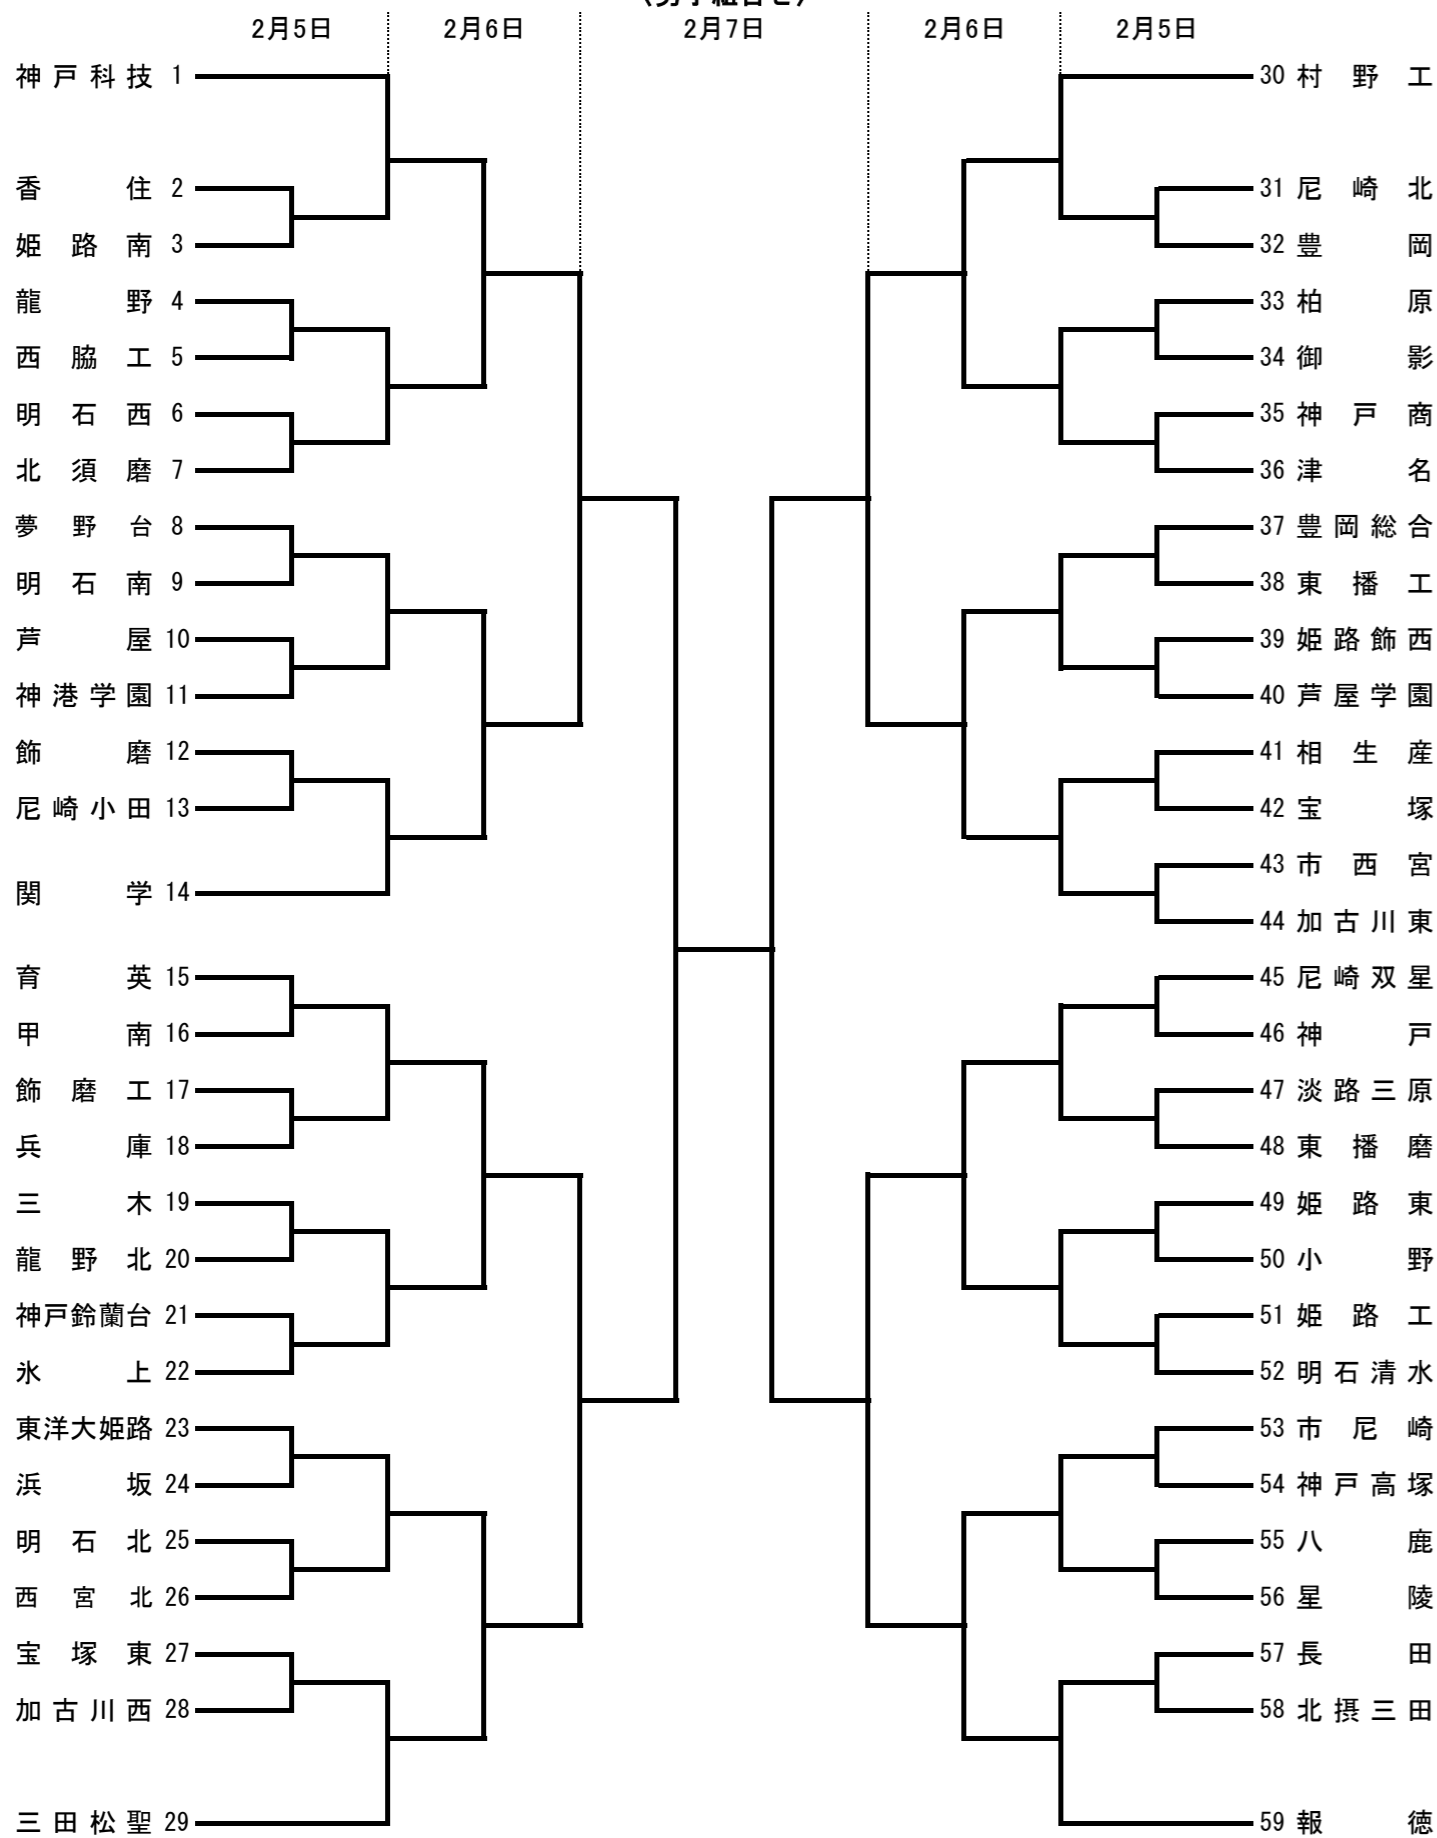 (男子組合せ)
2月5日 2月6日 2月7日 2月6日 2月5日
神戸科技 1
香住 2
姫路南 3
龍野 4
西脇工 5
明石西 6
北須磨 7
夢野台 8
明石南 9
芦屋 10
神港学園 11
飾磨 12
尼崎小田 13
関学 14
育英 15
甲南 16
飾磨工 17
兵庫 18
三木 19
龍野北 20
神戸鈴蘭台 21
氷上 22
東洋大姫路 23
浜坂 24
明石北 25
西宮北 26
宝塚東 27
加古川西 28
三田松聖 29
30 村野工
31 尼崎北
32 豊岡
33 柏原
34 御影
35 神戸商
36 津名
37 豊岡総合
38 東播工
39 姫路飾西
40 芦屋学園
41 相生産
42 宝塚
43 市西宮
44 加古川東
45 尼崎双星
46 神戸
47 淡路三原
48 東播磨
49 姫路東
50 小野
51 姫路工
52 明石清水
53 市尼崎
54 神戸高塚
55 八鹿
56 星陵
57 長田
58 北摂三田
59 報徳